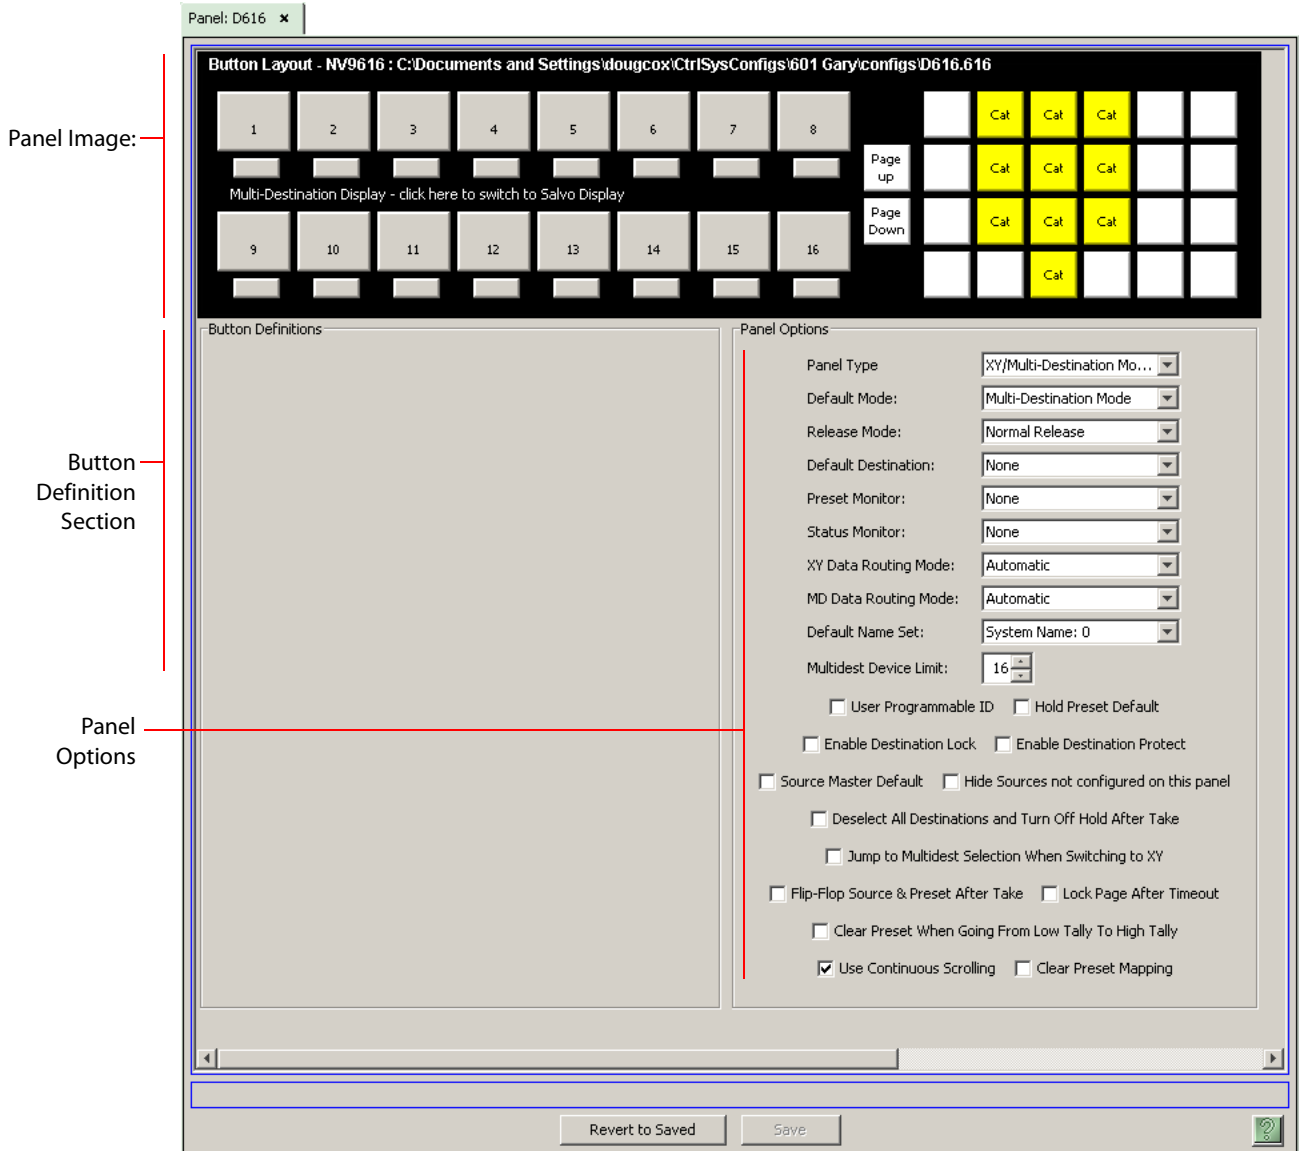 Panel: D616 ×
Button Layout - NV9616 : C:\Documents and Settings\dougcox\CtrlSysConfigs\601 Gary\configs\D616.616
Panel Image:
1 2 3 4 5 6 7 8
Cat Cat Cat
Page up
Cat Cat Cat
Multi-Destination Display - click here to switch to Salvo Display
Page Down
Cat Cat Cat
9 10 11 12 13 14 15 16
Cat
Button Definitions
Panel Options
Button
Definition
Section
Panel
Options
Panel Type XY/Multi-Destination Mo...
Default Mode: Multi-Destination Mode
Release Mode: Normal Release
Default Destination: None
Preset Monitor: None
Status Monitor: None
XY Data Routing Mode: Automatic
MD Data Routing Mode: Automatic
Default Name Set: System Name: 0
Multidest Device Limit: 16
User Programmable ID Hold Preset Default
Enable Destination Lock Enable Destination Protect
Source Master Default Hide Sources not configured on this panel
Deselect All Destinations and Turn Off Hold After Take
Jump to Multidest Selection When Switching to XY
Flip-Flop Source & Preset After Take Lock Page After Timeout
Clear Preset When Going From Low Tally To High Tally
Use Continuous Scrolling Clear Preset Mapping
Revert to Saved Save ?